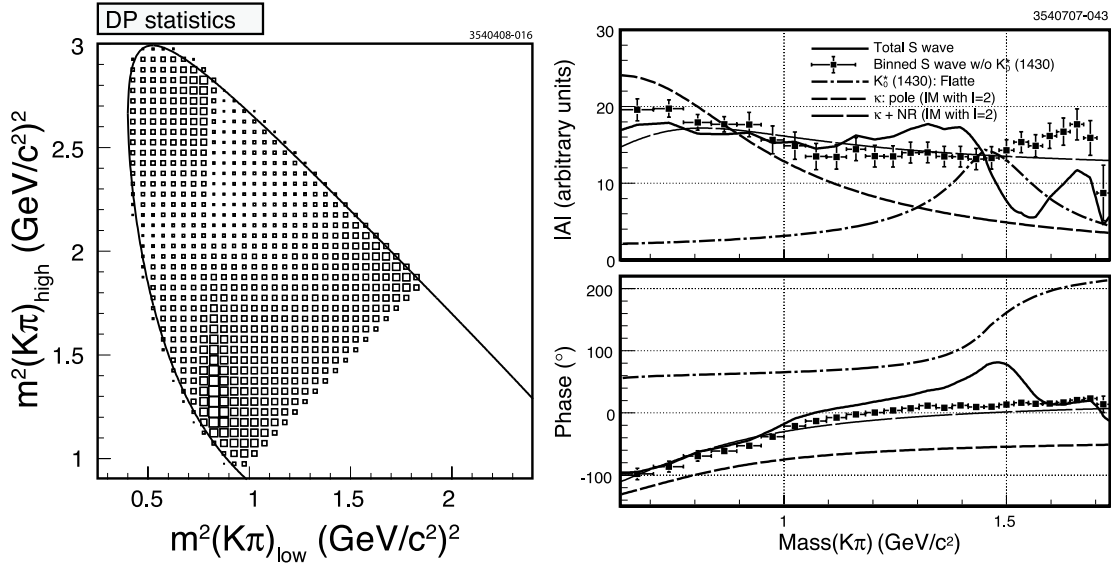 DP statistics
3540408-016
3
2.5
2
1.5
1
0.5
1
1.5
2
m²(Kπ)high (GeV/c²)²
m²(Kπ)low (GeV/c²)²
3540707-043
Total S wave
Binned S wave w/o K*₀ (1430)
K*₀ (1430): Flatte
κ: pole (IM with I=2)
κ + NR (IM with I=2)
30
20
10
0
IAI (arbitrary units)
200
100
0
-100
Phase (°)
1
1.5
Mass(Kπ) (GeV/c²)